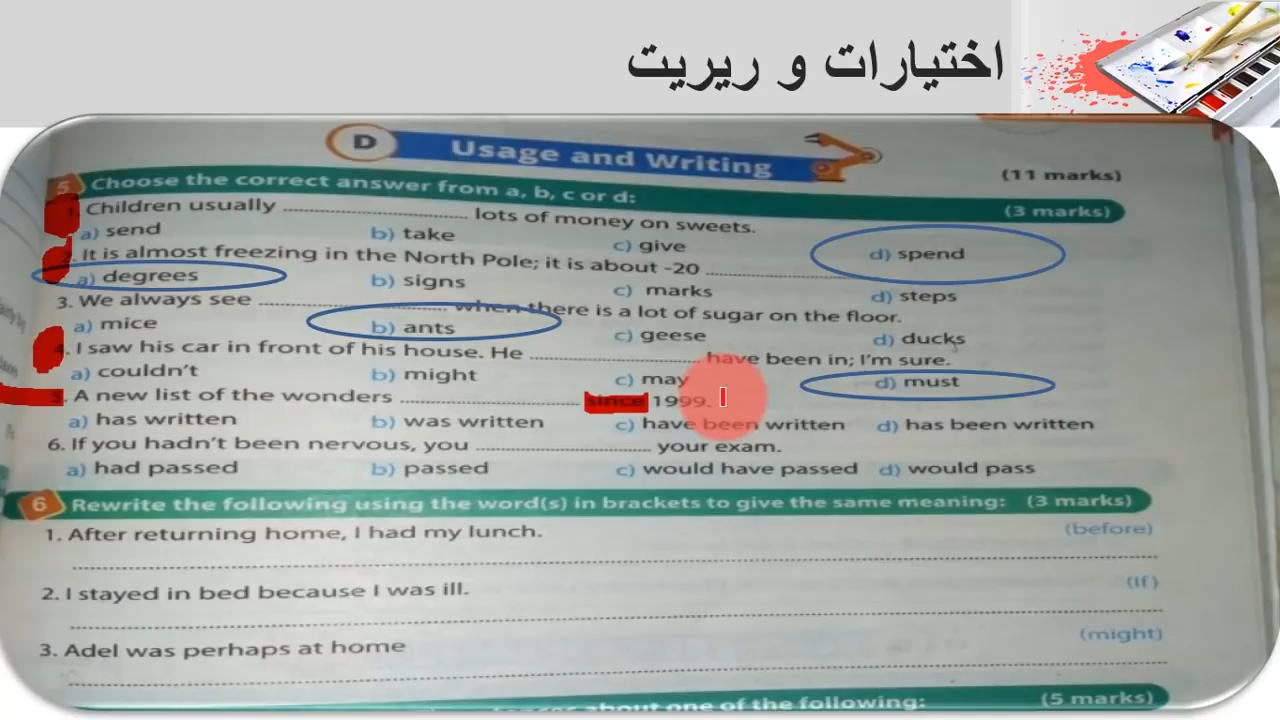 اختيارات و ريريت
D Usage and Writing
(11 marks)
5 Choose the correct answer from a, b, c or d: (3 marks)
1. Children usually .................... lots of money on sweets.
a) send b) take c) give d) spend
2. It is almost freezing in the North Pole; it is about -20 ....................
a) degrees b) signs c) marks d) steps
3. We always see .................... when there is a lot of sugar on the floor.
a) mice b) ants c) geese d) ducks
4. I saw his car in front of his house. He .................... have been in; I'm sure.
a) couldn't b) might c) may d) must
5. A new list of the wonders .................... since 1999.
a) has written b) was written c) have been written d) has been written
6. If you hadn't been nervous, you .................... your exam.
a) had passed b) passed c) would have passed d) would pass
6 Rewrite the following using the word(s) in brackets to give the same meaning: (3 marks)
1. After returning home, I had my lunch. (before)
2. I stayed in bed because I was ill. (If)
3. Adel was perhaps at home (might)
about one of the following: (5 marks)